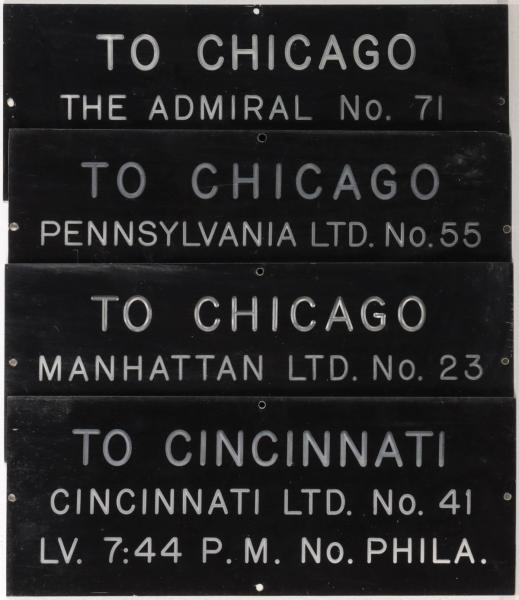 TO CHICAGO
THE ADMIRAL No. 71
TO CHICAGO
PENNSYLVANIA LTD. No. 55
TO CHICAGO
MANHATTAN LTD. No. 23
TO CINCINNATI
CINCINNATI LTD. No. 41
LV. 7:44 P.M. No. PHILA.